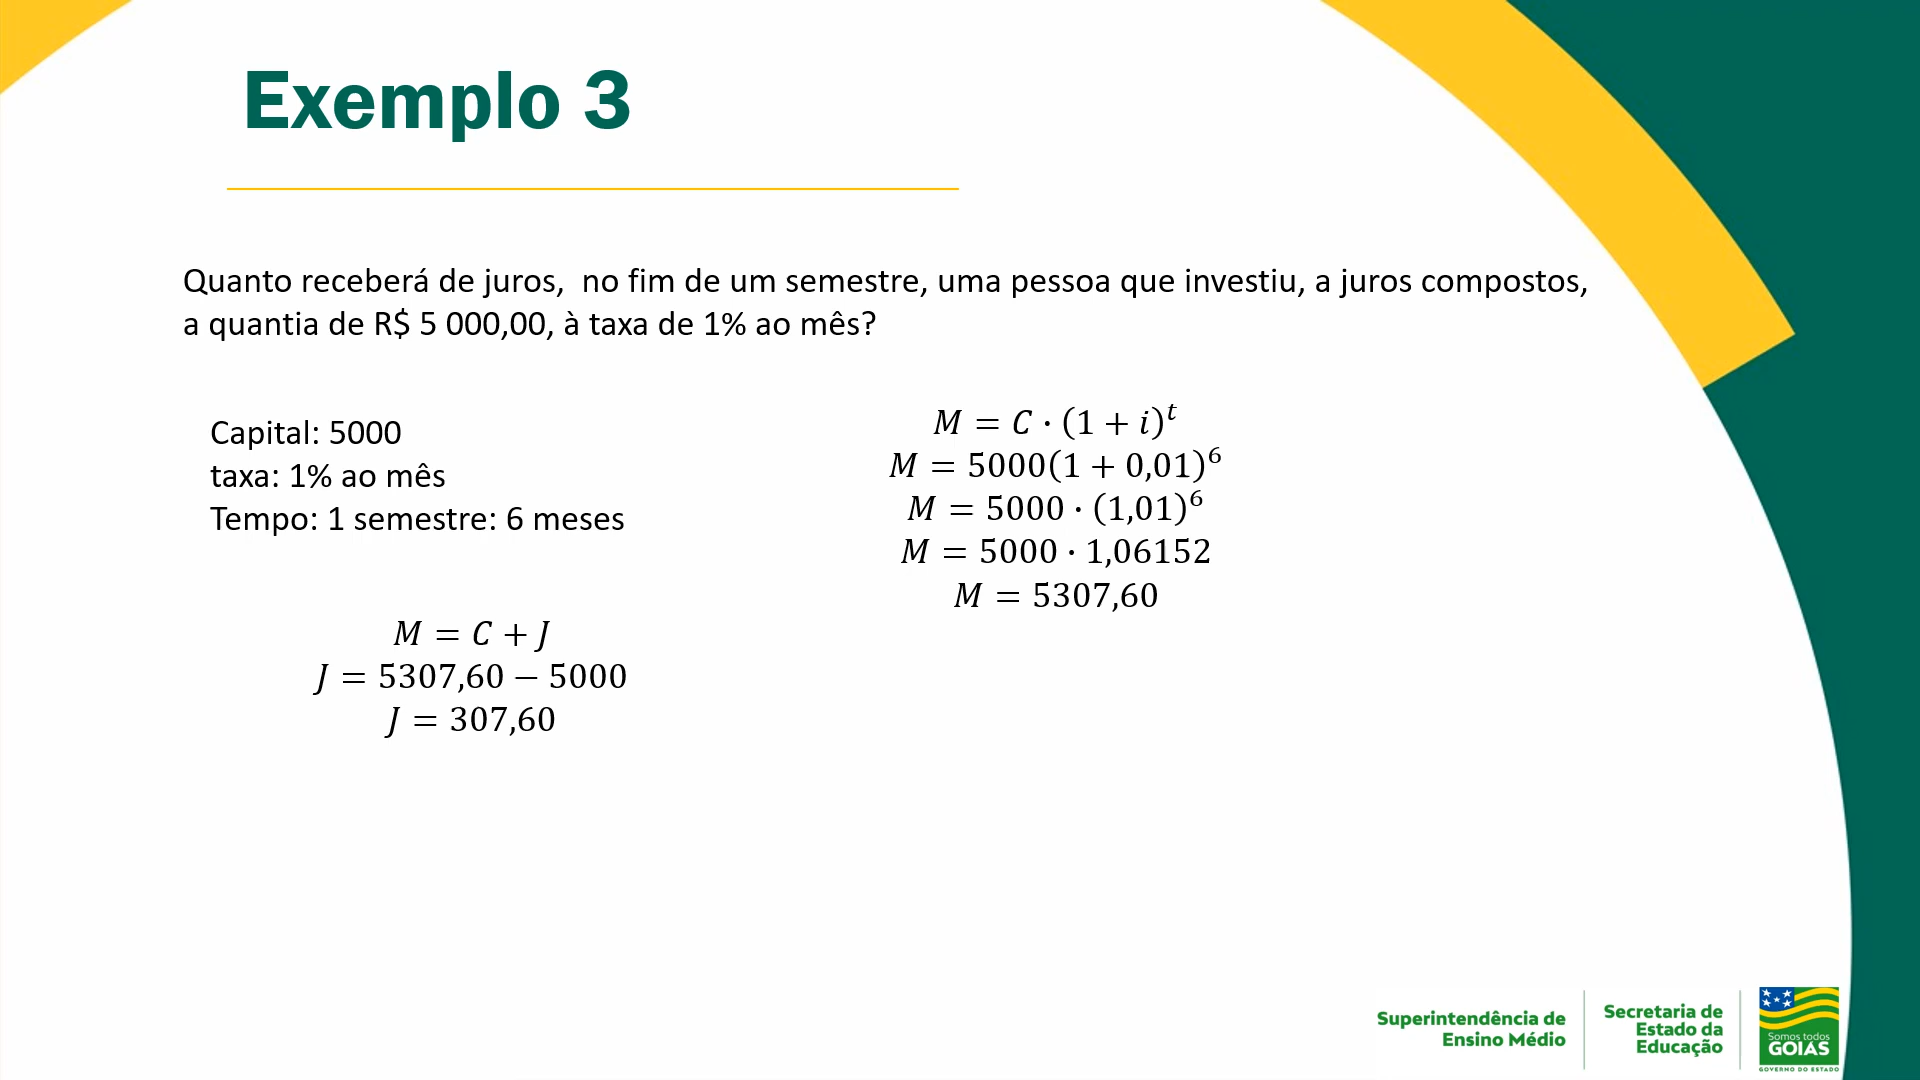 Exemplo 3
Quanto receberá de juros,  no fim de um semestre, uma pessoa que investiu, a juros compostos,
a quantia de R$ 5 000,00, à taxa de 1% ao mês?
Capital: 5000
taxa: 1% ao mês
Tempo: 1 semestre: 6 meses
M = C + J
J = 5307,60 − 5000
J = 307,60
M = C · (1 + i)^t
M = 5000(1 + 0,01)^6
M = 5000 · (1,01)^6
M = 5000 · 1,06152
M = 5307,60
Superintendência de
Ensino Médio
Secretaria de
Estado da
Educação
Somos todos
GOIÁS
GOVERNO DO ESTADO